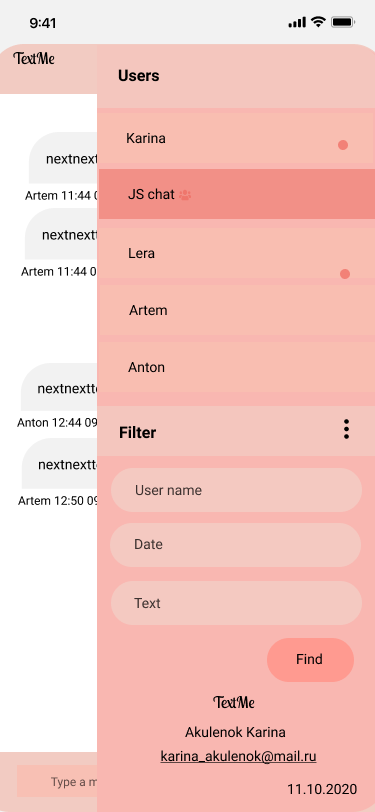 9:41
TextMe
Users
nextnext
Artem 11:44 0
nextnext
Artem 11:44 0
Karina
JS chat
Lera
Artem
Anton
nextnextt
Anton 12:44 09
nextnextt
Artem 12:50 09
Filter
User name
Date
Text
Find
TextMe
Akulenok Karina
karina_akulenok@mail.ru
11.10.2020
Type a m